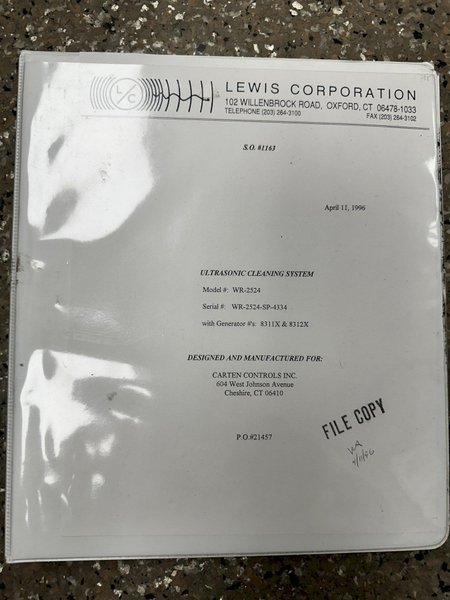 L/C
LEWIS CORPORATION
102 WILLENBROCK ROAD, OXFORD, CT 06478-1033
TELEPHONE (203) 264-3100 FAX (203) 264-3102
S.O. #1163
April 11, 1996
ULTRASONIC CLEANING SYSTEM
Model #: WR-2524
Serial #: WR-2524-SP-4334
with Generator #'s: 8311X & 8312X
DESIGNED AND MANUFACTURED FOR:
CARTEN CONTROLS INC.
604 West Johnson Avenue
Cheshire, CT 06410
FILE COPY
P.O.#21457